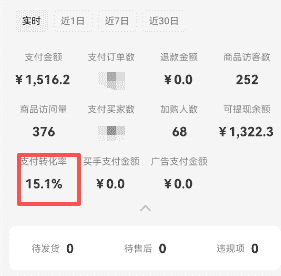 实时 近1日 近7日 近30日
支付金额 支付订单数 退款金额 商品访客数
¥1,516.2 ¥0.0 252
商品访问量 支付买家数 加购人数 可提现余额
376 68 ¥1,322.3
支付转化率 买手支付金额 广告支付金额
15.1% ¥0.0 ¥0.0
待发货 0 待售后 0 违规项 0